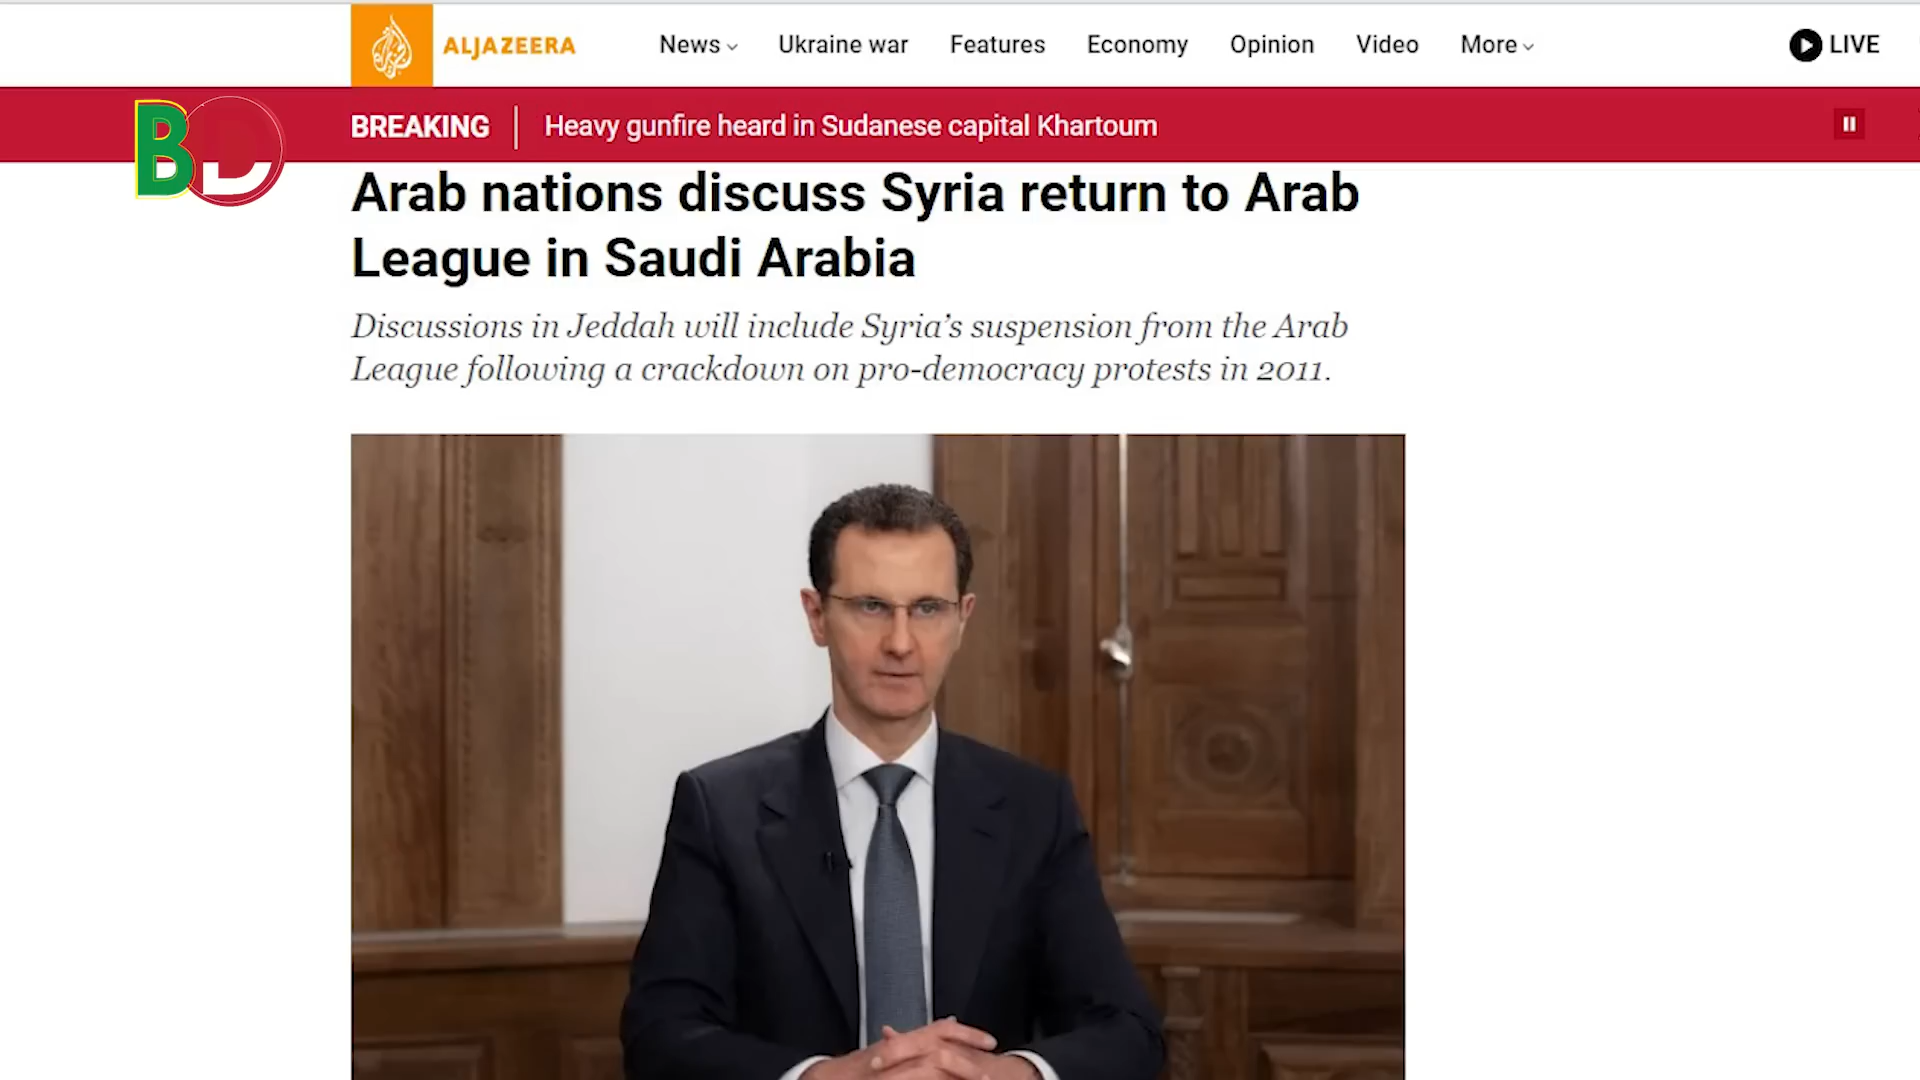 ALJAZEERA
News
Ukraine war
Features
Economy
Opinion
Video
More
LIVE
BD
BREAKING
Heavy gunfire heard in Sudanese capital Khartoum
Arab nations discuss Syria return to Arab
League in Saudi Arabia
Discussions in Jeddah will include Syria’s suspension from the Arab
League following a crackdown on pro-democracy protests in 2011.